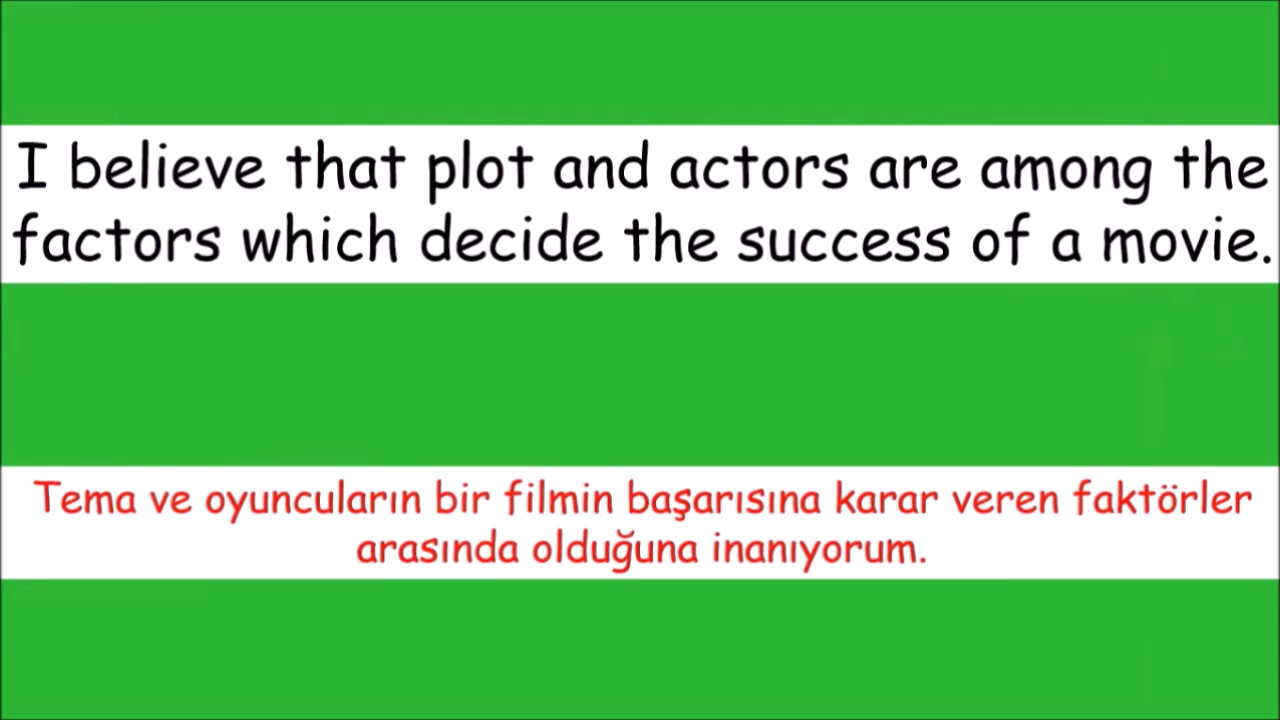 I believe that plot and actors are among the
factors which decide the success of a movie.
Tema ve oyuncuların bir filmin başarısına karar veren faktörler
arasında olduğuna inanıyorum.